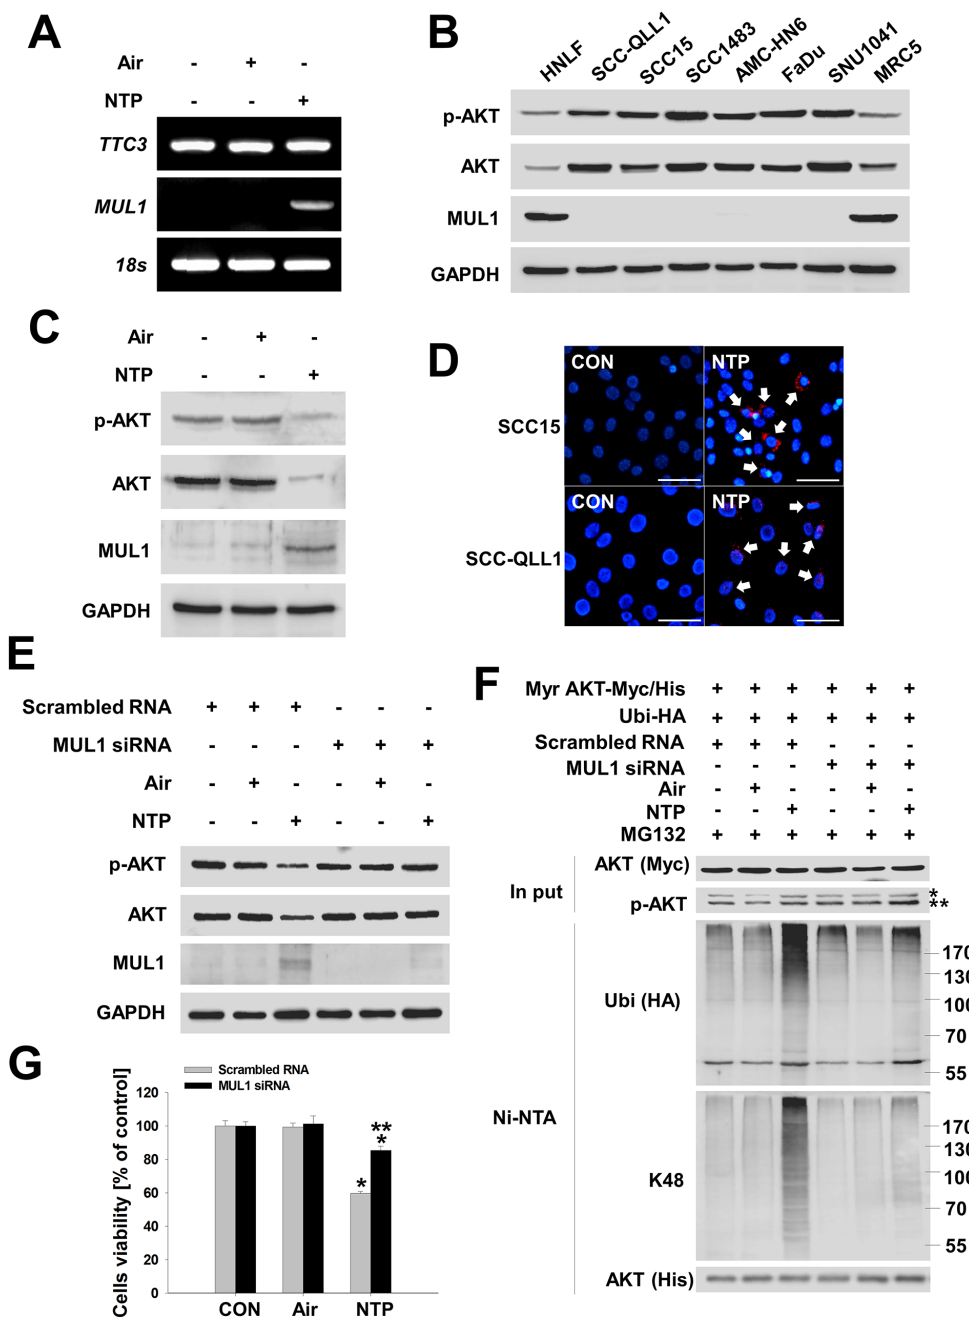 A
Air - + -
NTP - - +
TTC3
MUL1
18s
B
HNLF SCC-QLL1 SCC15 SCC1483 AMC-HN6 FaDu SNU1041 MRC5
p-AKT
AKT
MUL1
GAPDH
C
Air - + -
NTP - - +
p-AKT
AKT
MUL1
GAPDH
D
CON NTP
SCC15
CON NTP
SCC-QLL1
E
Scrambled RNA + + + - - -
MUL1 siRNA - - - + + +
Air - + - - + -
NTP - - + - - +
p-AKT
AKT
MUL1
GAPDH
F
Myr AKT-Myc/His + + + + + +
Ubi-HA + + + + + +
Scrambled RNA + + + - - -
MUL1 siRNA - - - + + +
Air - + - - + -
NTP - - + - - +
MG132 + + + + + +
In put
AKT (Myc)
p-AKT
*
**
Ni-NTA
Ubi (HA)
170
130
100
70
55
K48
170
130
100
70
55
AKT (His)
G
Scrambled RNA
MUL1 siRNA
Cells viability [% of control]
120
100
80
60
40
20
0
*
**
*
CON Air NTP